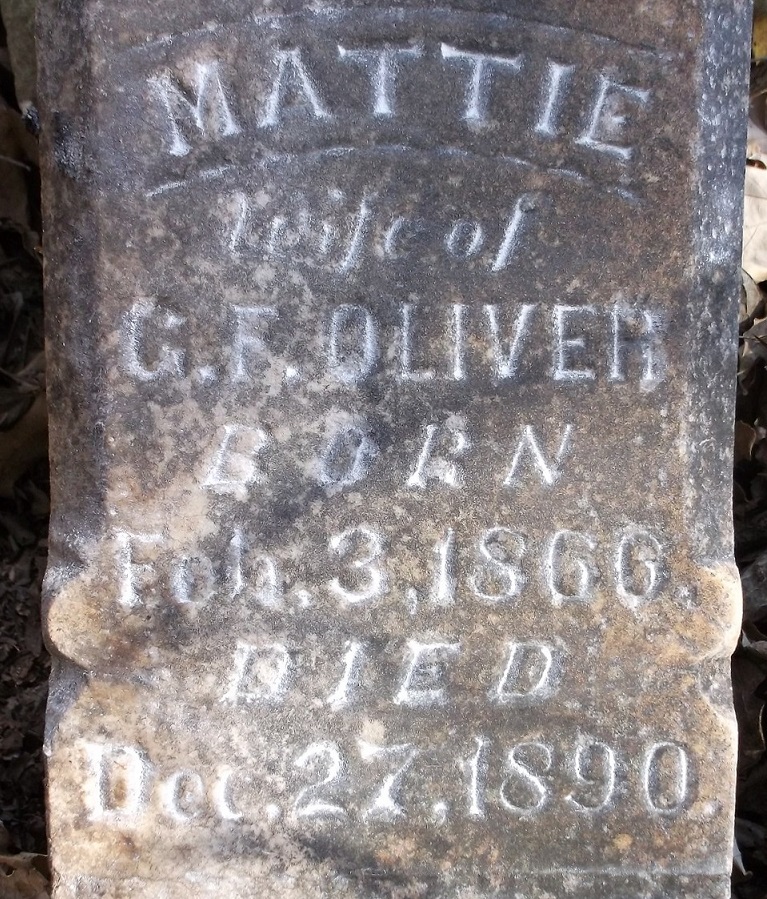 MATTIE
wife of
G. F. OLIVER
BORN
Feb. 3, 1866.
DIED
Dec. 27, 1890.